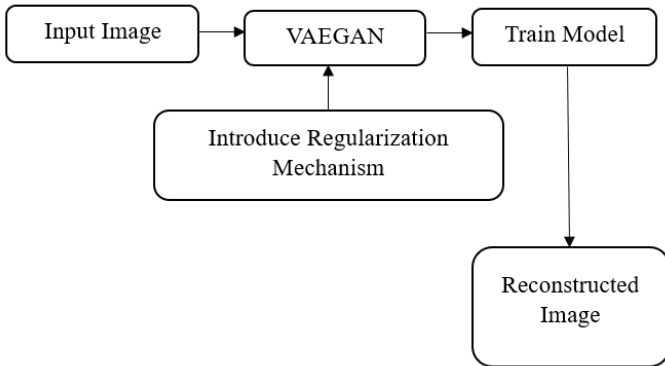 Input Image
VAEGAN
Train Model
Introduce Regularization
Mechanism
Reconstructed
Image